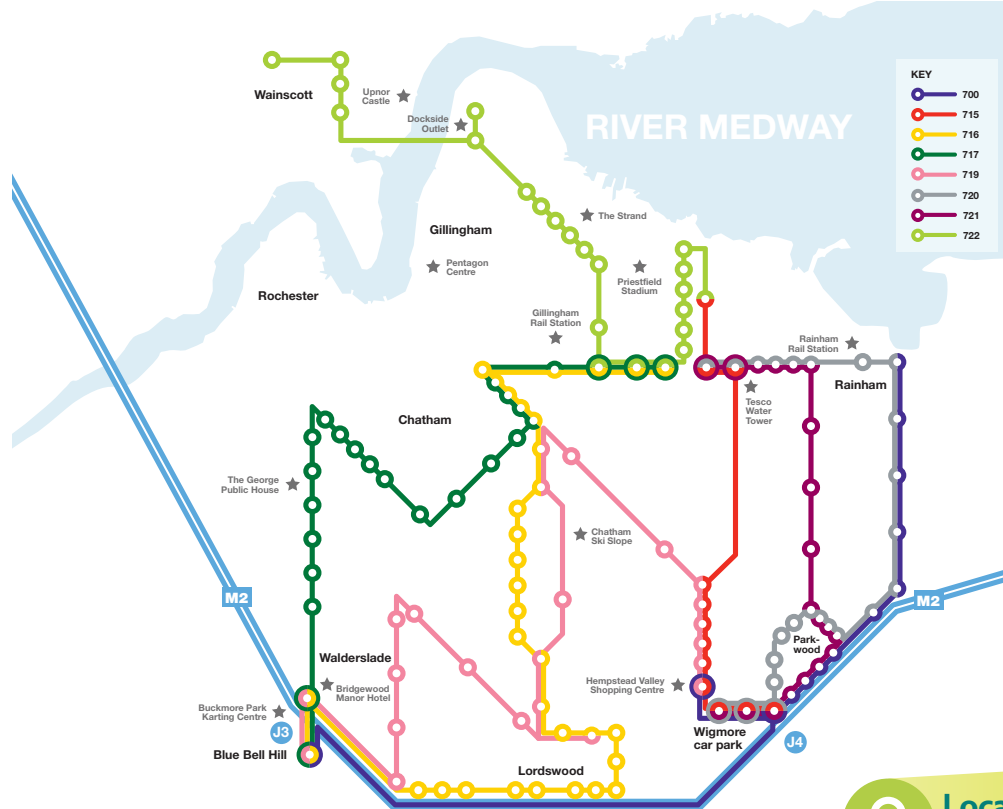 Wainscott
Upnor
Castle
Dockside
Outlet
RIVER MEDWAY
KEY
700
715
716
717
719
720
721
722
The Strand
Gillingham
Pentagon
Centre
Priestfield
Stadium
Rochester
Gillingham
Rail Station
Rainham
Rail Station
Rainham
Tesco
Water
Tower
Chatham
The George
Public House
Chatham
Ski Slope
M2
M2
Park-
wood
Walderslade
Bridgewood
Manor Hotel
Hempstead Valley
Shopping Centre
Buckmore Park
Karting Centre
J3
Blue Bell Hill
Wigmore
car park
J4
Lordswood
Loca